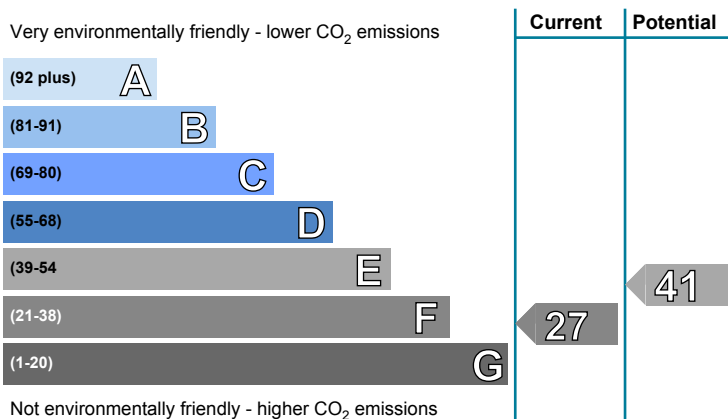 Very environmentally friendly - lower CO2 emissions
Current
Potential
(92 plus) A
(81-91) B
(69-80) C
(55-68) D
(39-54 E
41
(21-38) F
27
(1-20) G
Not environmentally friendly - higher CO2 emissions